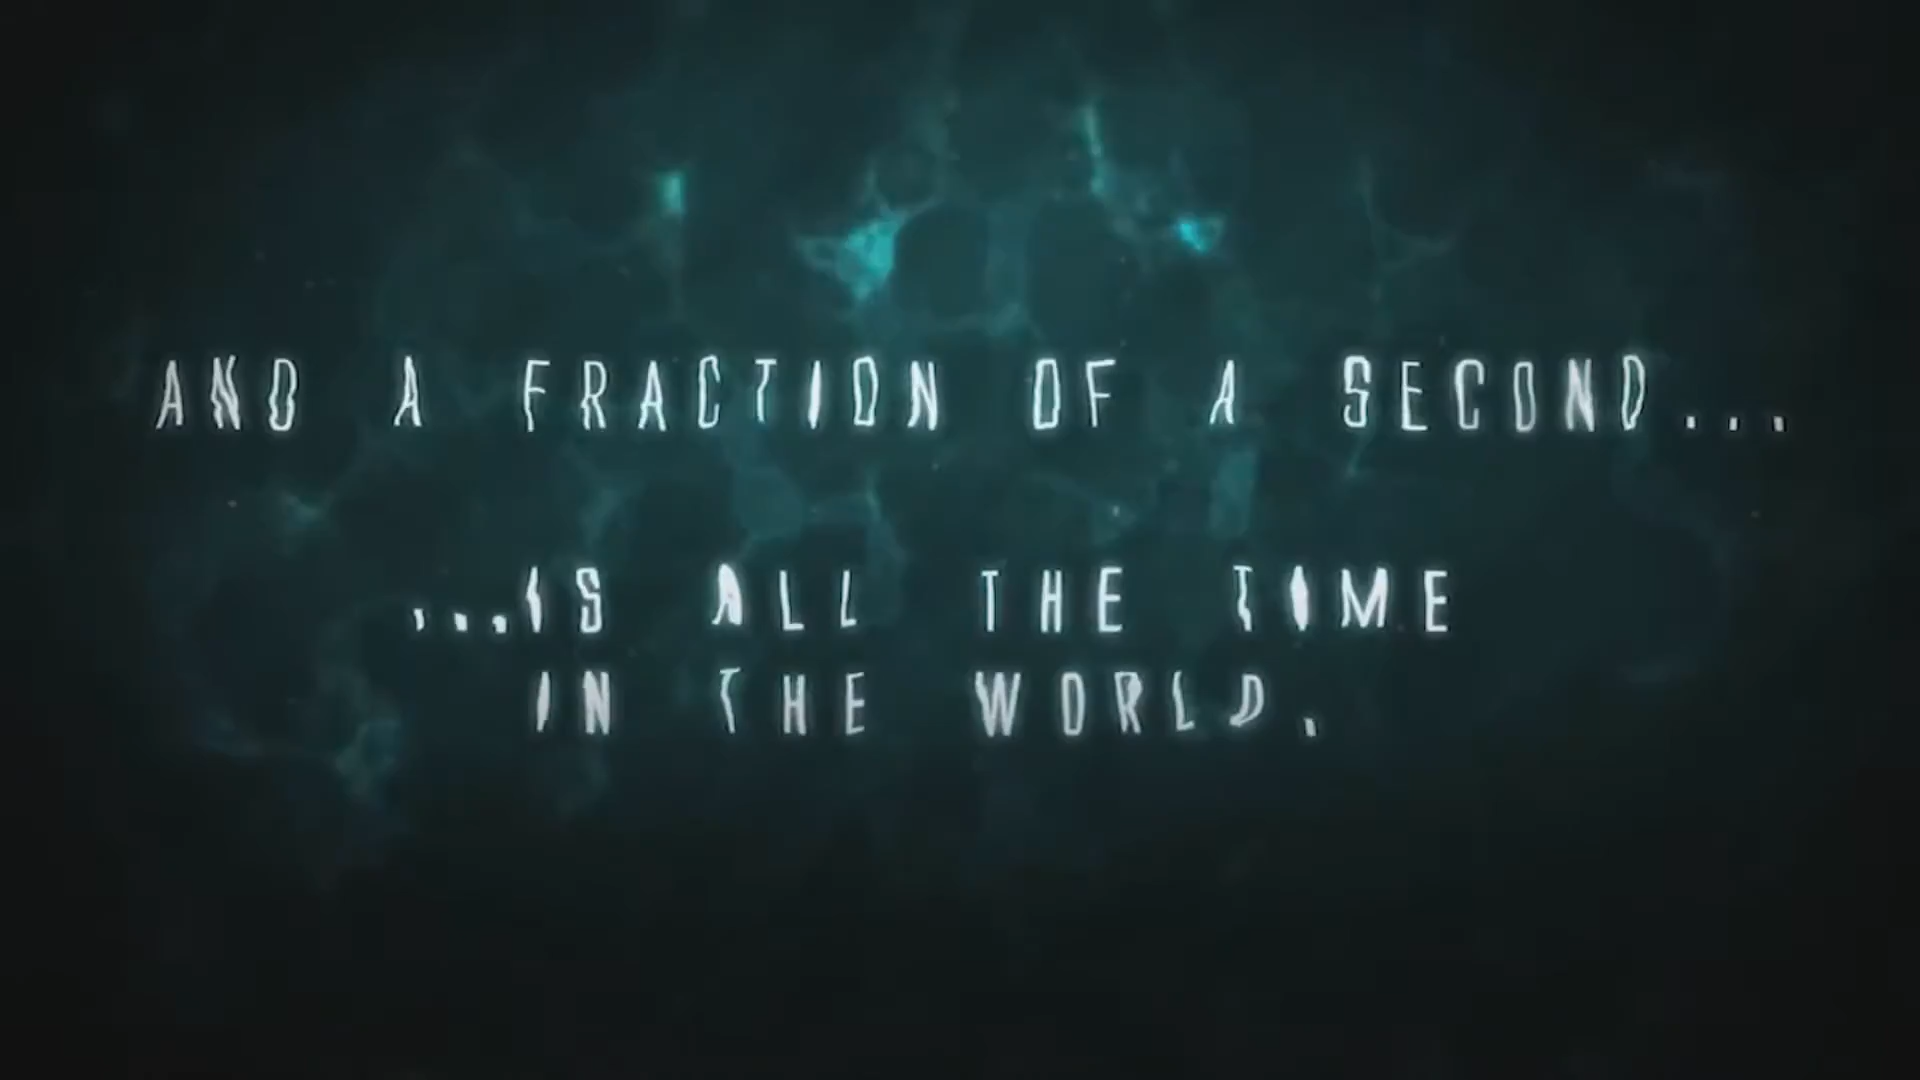 AND A FRACTION OF A SECOND...
...IS ALL THE TIME
IN THE WORLD.